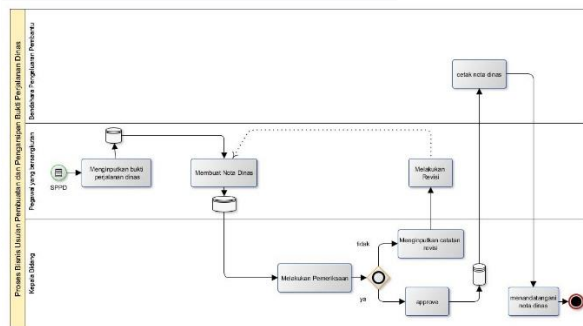 Proses Bisnis Usulan Pembuatan dan Pengarsipan Bukti Perjalanan Dinas
Bendahara Pengeluaran Pembantu
cetak nota dinas
Pegawai yang bersangkutan
SPPD
Menginputkan bukti
perjalanan dinas
Membuat Nota Dinas
Melakukan
Revisi
Kepala Bidang
Melakukan Pemeriksaan
tidak
ya
Menginputkan catatan
revisi
approve
menandatangani
nota dinas